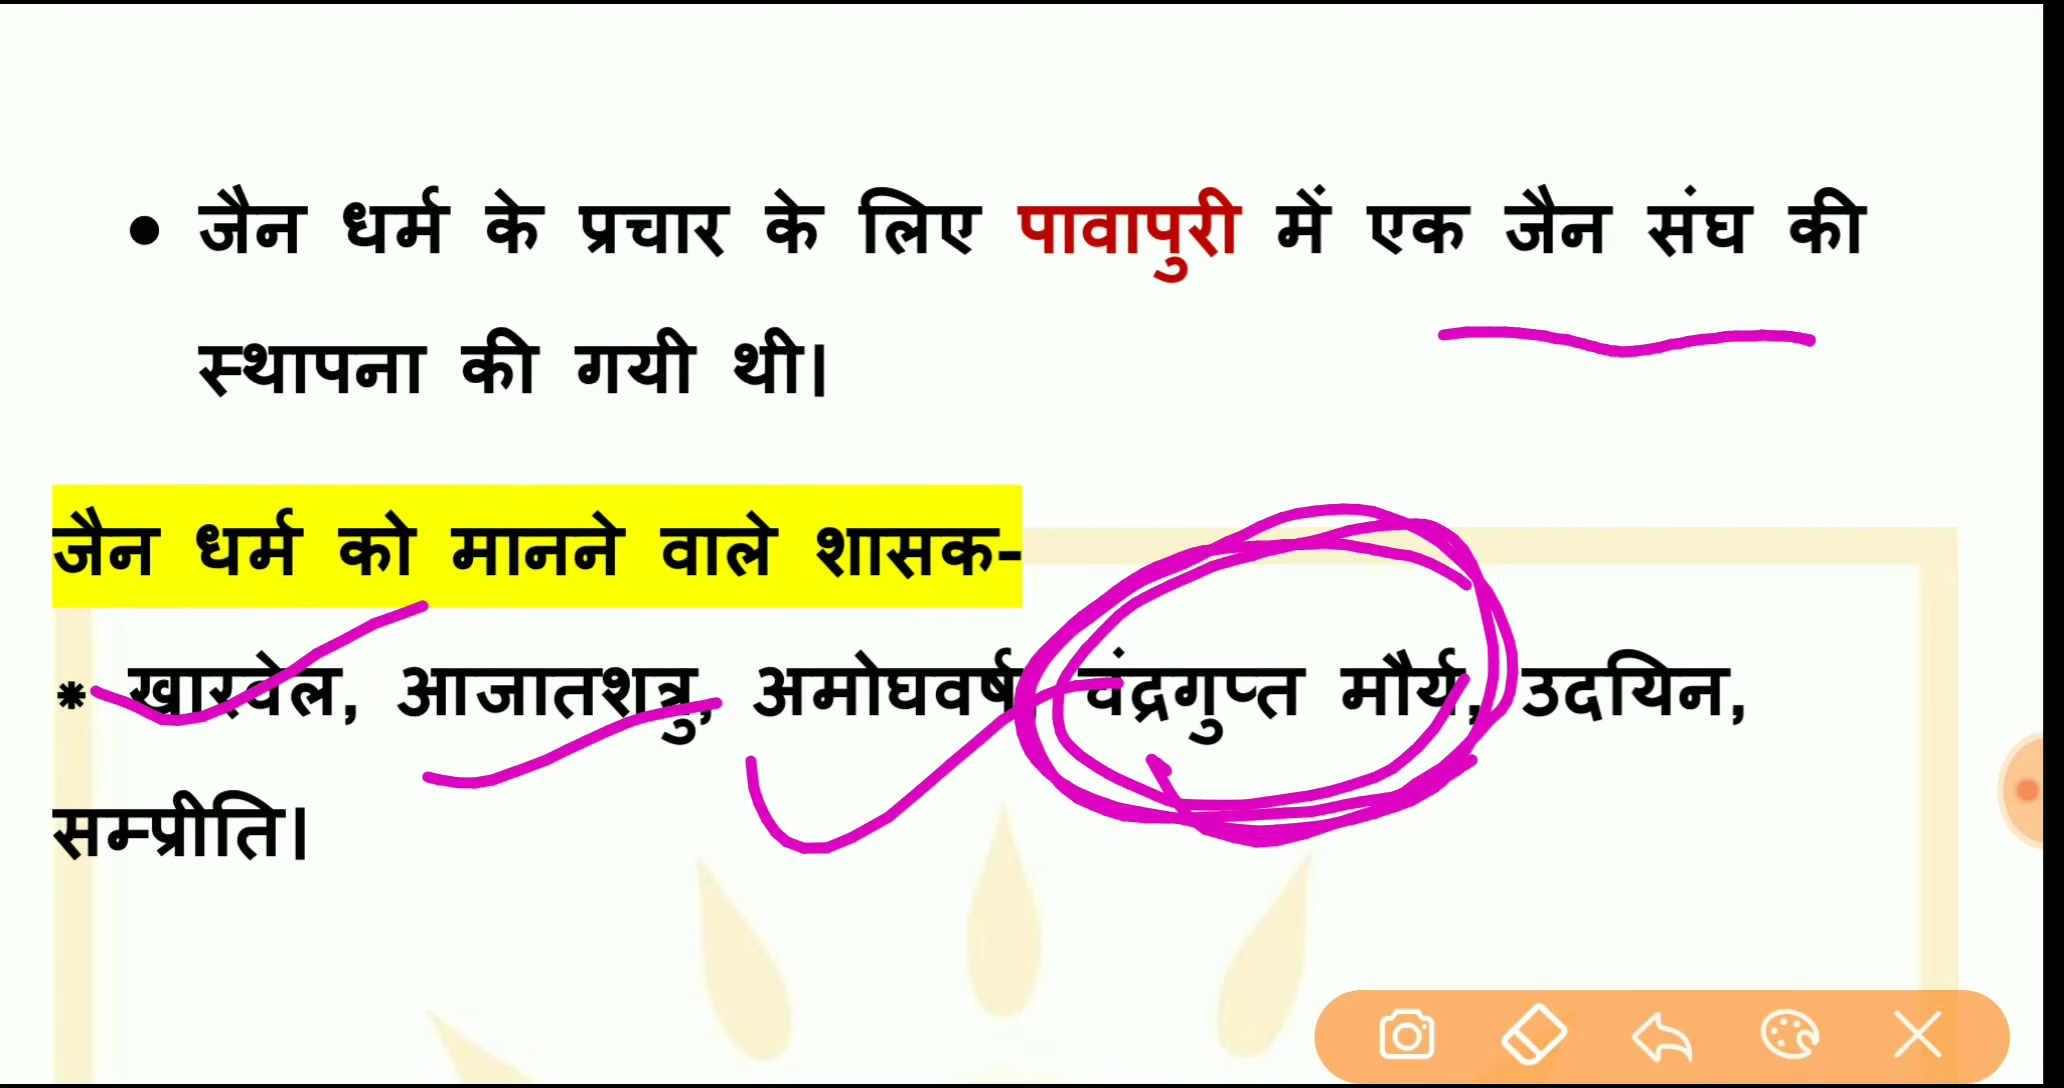 • जैन धर्म के प्रचार के लिए पावापुरी में एक जैन संघ की
स्थापना की गयी थी।
जैन धर्म को मानने वाले शासक-
* खारवेल, आजातशत्रु, अमोघवर्ष, चंद्रगुप्त मौर्य, उदयिन,
सम्प्रीति।